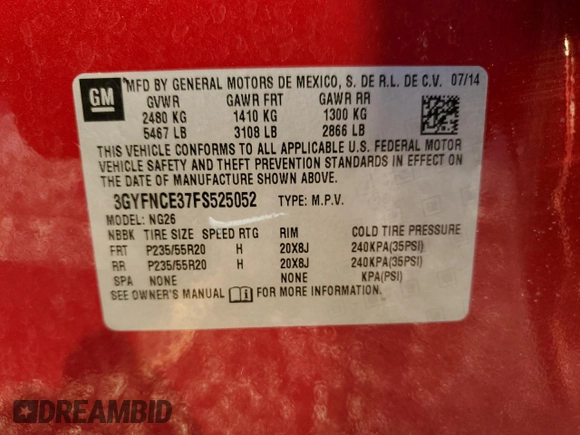 GM
*MFD BY GENERAL MOTORS DE MEXICO, S. DE R.L. DE C.V. 07/14
GVWR GAWR FRT GAWR RR
2480 KG 1410 KG 1300 KG
5467 LB 3108 LB 2866 LB
THIS VEHICLE CONFORMS TO ALL APPLICABLE U.S. FEDERAL MOTOR
VEHICLE SAFETY AND THEFT PREVENTION STANDARDS IN EFFECT ON
THE DATE OF MANUFACTURE SHOWN ABOVE.
3GYFNCE37FS525052 TYPE: M.P.V.
MODEL: NG26
NBBK TIRE SIZE SPEED RTG RIM COLD TIRE PRESSURE
FRT P235/55R20 H 20X8J 240KPA(35PSI)
RR P235/55R20 H 20X8J 240KPA(35PSI)
SPA NONE NONE KPA(PSI)
SEE OWNER'S MANUAL FOR MORE INFORMATION.
DREAMBID